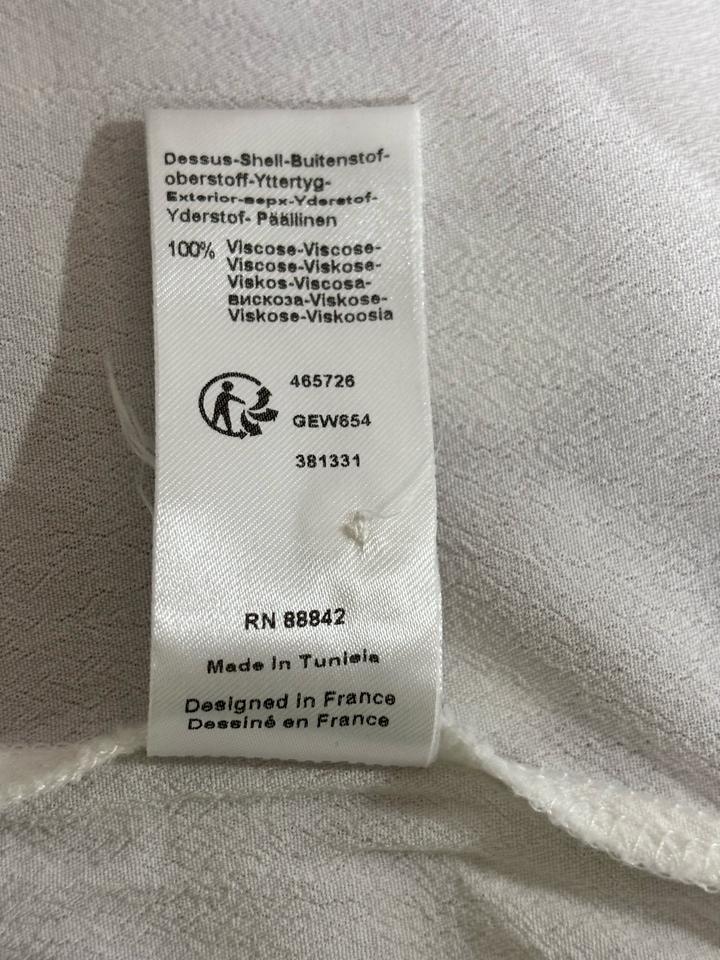 Dessus-Shell-Buitenstof-
oberstoff-Yttertyg-
Exterior-верх-Yderstof-
Yderstof- Päällinen
100% Viscose-Viscose-
Viscose-Viskose-
Viskos-Viscosa-
вискоза-Viskose-
Viskose-Viskoosia
465726
GEW654
381331
RN 88842
Made in Tunisia
Designed in France
Dessiné en France